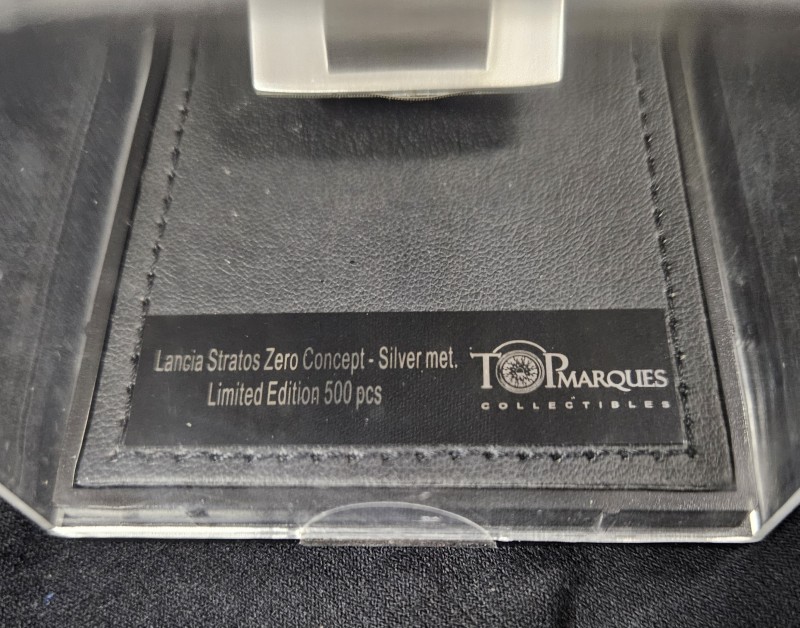 Lancia Stratos Zero Concept - Silver met.
Limited Edition 500 pcs
TOPMARQUES
COLLECTIBLES